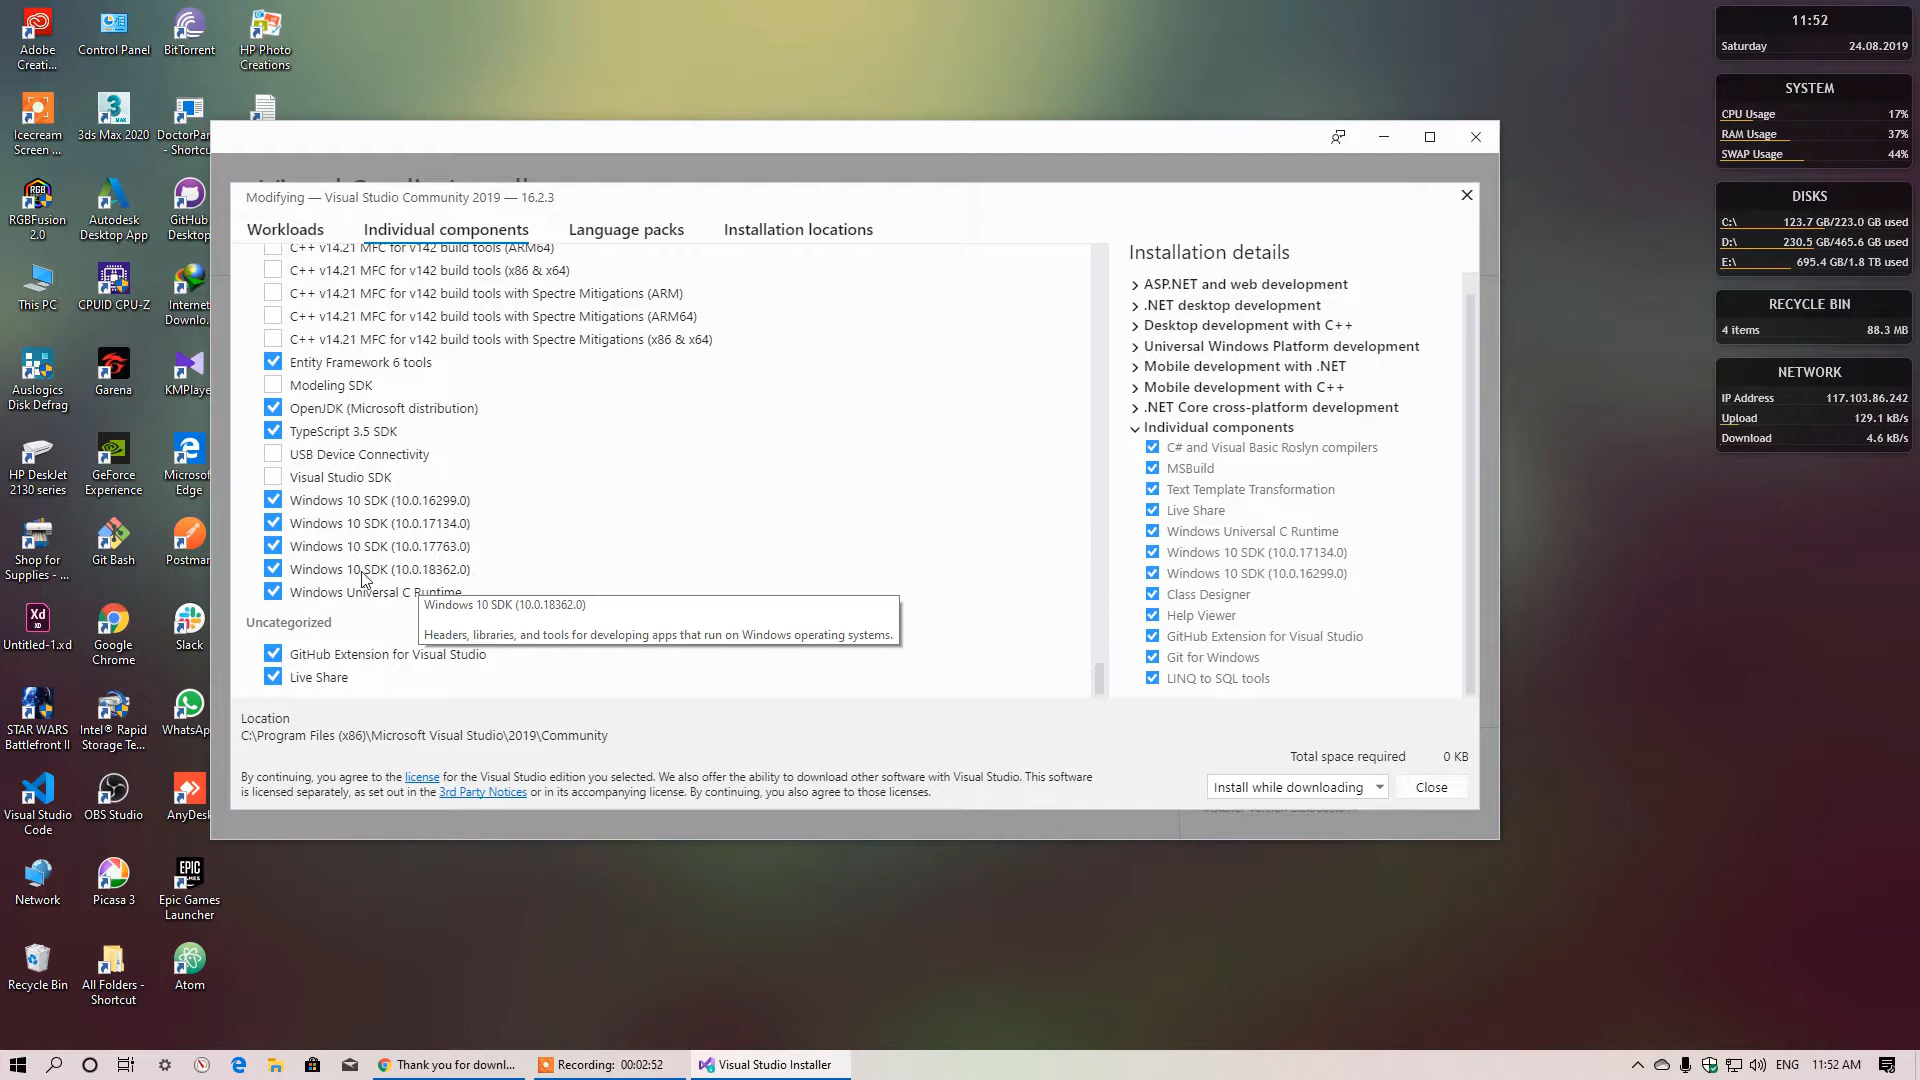 Adobe
Creati...
Control Panel
BitTorrent
HP Photo
Creations
Icecream
Screen ...
3ds Max 2020
DoctorPar
- Shortcu
RGBFusion
2.0
Autodesk
Desktop App
GitHub
Desktop
This PC
CPUID CPU-Z
Internet
Downlo..
Auslogics
Disk Defrag
Garena
KMPlaye
HP DeskJet
2130 series
GeForce
Experience
Microsof
Edge
Shop for
Supplies - ...
Git Bash
Postmar
Untitled-1.xd
Google
Chrome
Slack
STAR WARS
Battlefront II
Intel® Rapid
Storage Te...
WhatsAp
Visual Studio
Code
OBS Studio
AnyDesk
Network
Picasa 3
Epic Games
Launcher
Recycle Bin
All Folders -
Shortcut
Atom
Modifying — Visual Studio Community 2019 — 16.2.3
Workloads
Individual components
Language packs
Installation locations
C++ v14.21 MFC for v142 build tools (ARM64)
C++ v14.21 MFC for v142 build tools (x86 & x64)
C++ v14.21 MFC for v142 build tools with Spectre Mitigations (ARM)
C++ v14.21 MFC for v142 build tools with Spectre Mitigations (ARM64)
C++ v14.21 MFC for v142 build tools with Spectre Mitigations (x86 & x64)
Entity Framework 6 tools
Modeling SDK
OpenJDK (Microsoft distribution)
TypeScript 3.5 SDK
USB Device Connectivity
Visual Studio SDK
Windows 10 SDK (10.0.16299.0)
Windows 10 SDK (10.0.17134.0)
Windows 10 SDK (10.0.17763.0)
Windows 10 SDK (10.0.18362.0)
Windows Universal C Runtime
Windows 10 SDK (10.0.18362.0)
Headers, libraries, and tools for developing apps that run on Windows operating systems.
Uncategorized
GitHub Extension for Visual Studio
Live Share
Installation details
ASP.NET and web development
.NET desktop development
Desktop development with C++
Universal Windows Platform development
Mobile development with .NET
Mobile development with C++
.NET Core cross-platform development
Individual components
C# and Visual Basic Roslyn compilers
MSBuild
Text Template Transformation
Live Share
Windows Universal C Runtime
Windows 10 SDK (10.0.17134.0)
Windows 10 SDK (10.0.16299.0)
Class Designer
Help Viewer
GitHub Extension for Visual Studio
Git for Windows
LINQ to SQL tools
Location
C:\Program Files (x86)\Microsoft Visual Studio\2019\Community
Total space required 0 KB
By continuing, you agree to the license for the Visual Studio edition you selected. We also offer the ability to download other software with Visual Studio. This software
is licensed separately, as set out in the 3rd Party Notices or in its accompanying license. By continuing, you also agree to those licenses.
Install while downloading
Close
11:52
Saturday 24.08.2019
SYSTEM
CPU Usage 17%
RAM Usage 37%
SWAP Usage 44%
DISKS
C:\ 123.7 GB/223.0 GB used
D:\ 230.5 GB/465.6 GB used
E:\ 695.4 GB/1.8 TB used
RECYCLE BIN
4 items 88.3 MB
NETWORK
IP Address 117.103.86.242
Upload 129.1 kB/s
Download 4.6 kB/s
Thank you for downl...
Recording: 00:02:52
Visual Studio Installer
ENG
11:52 AM